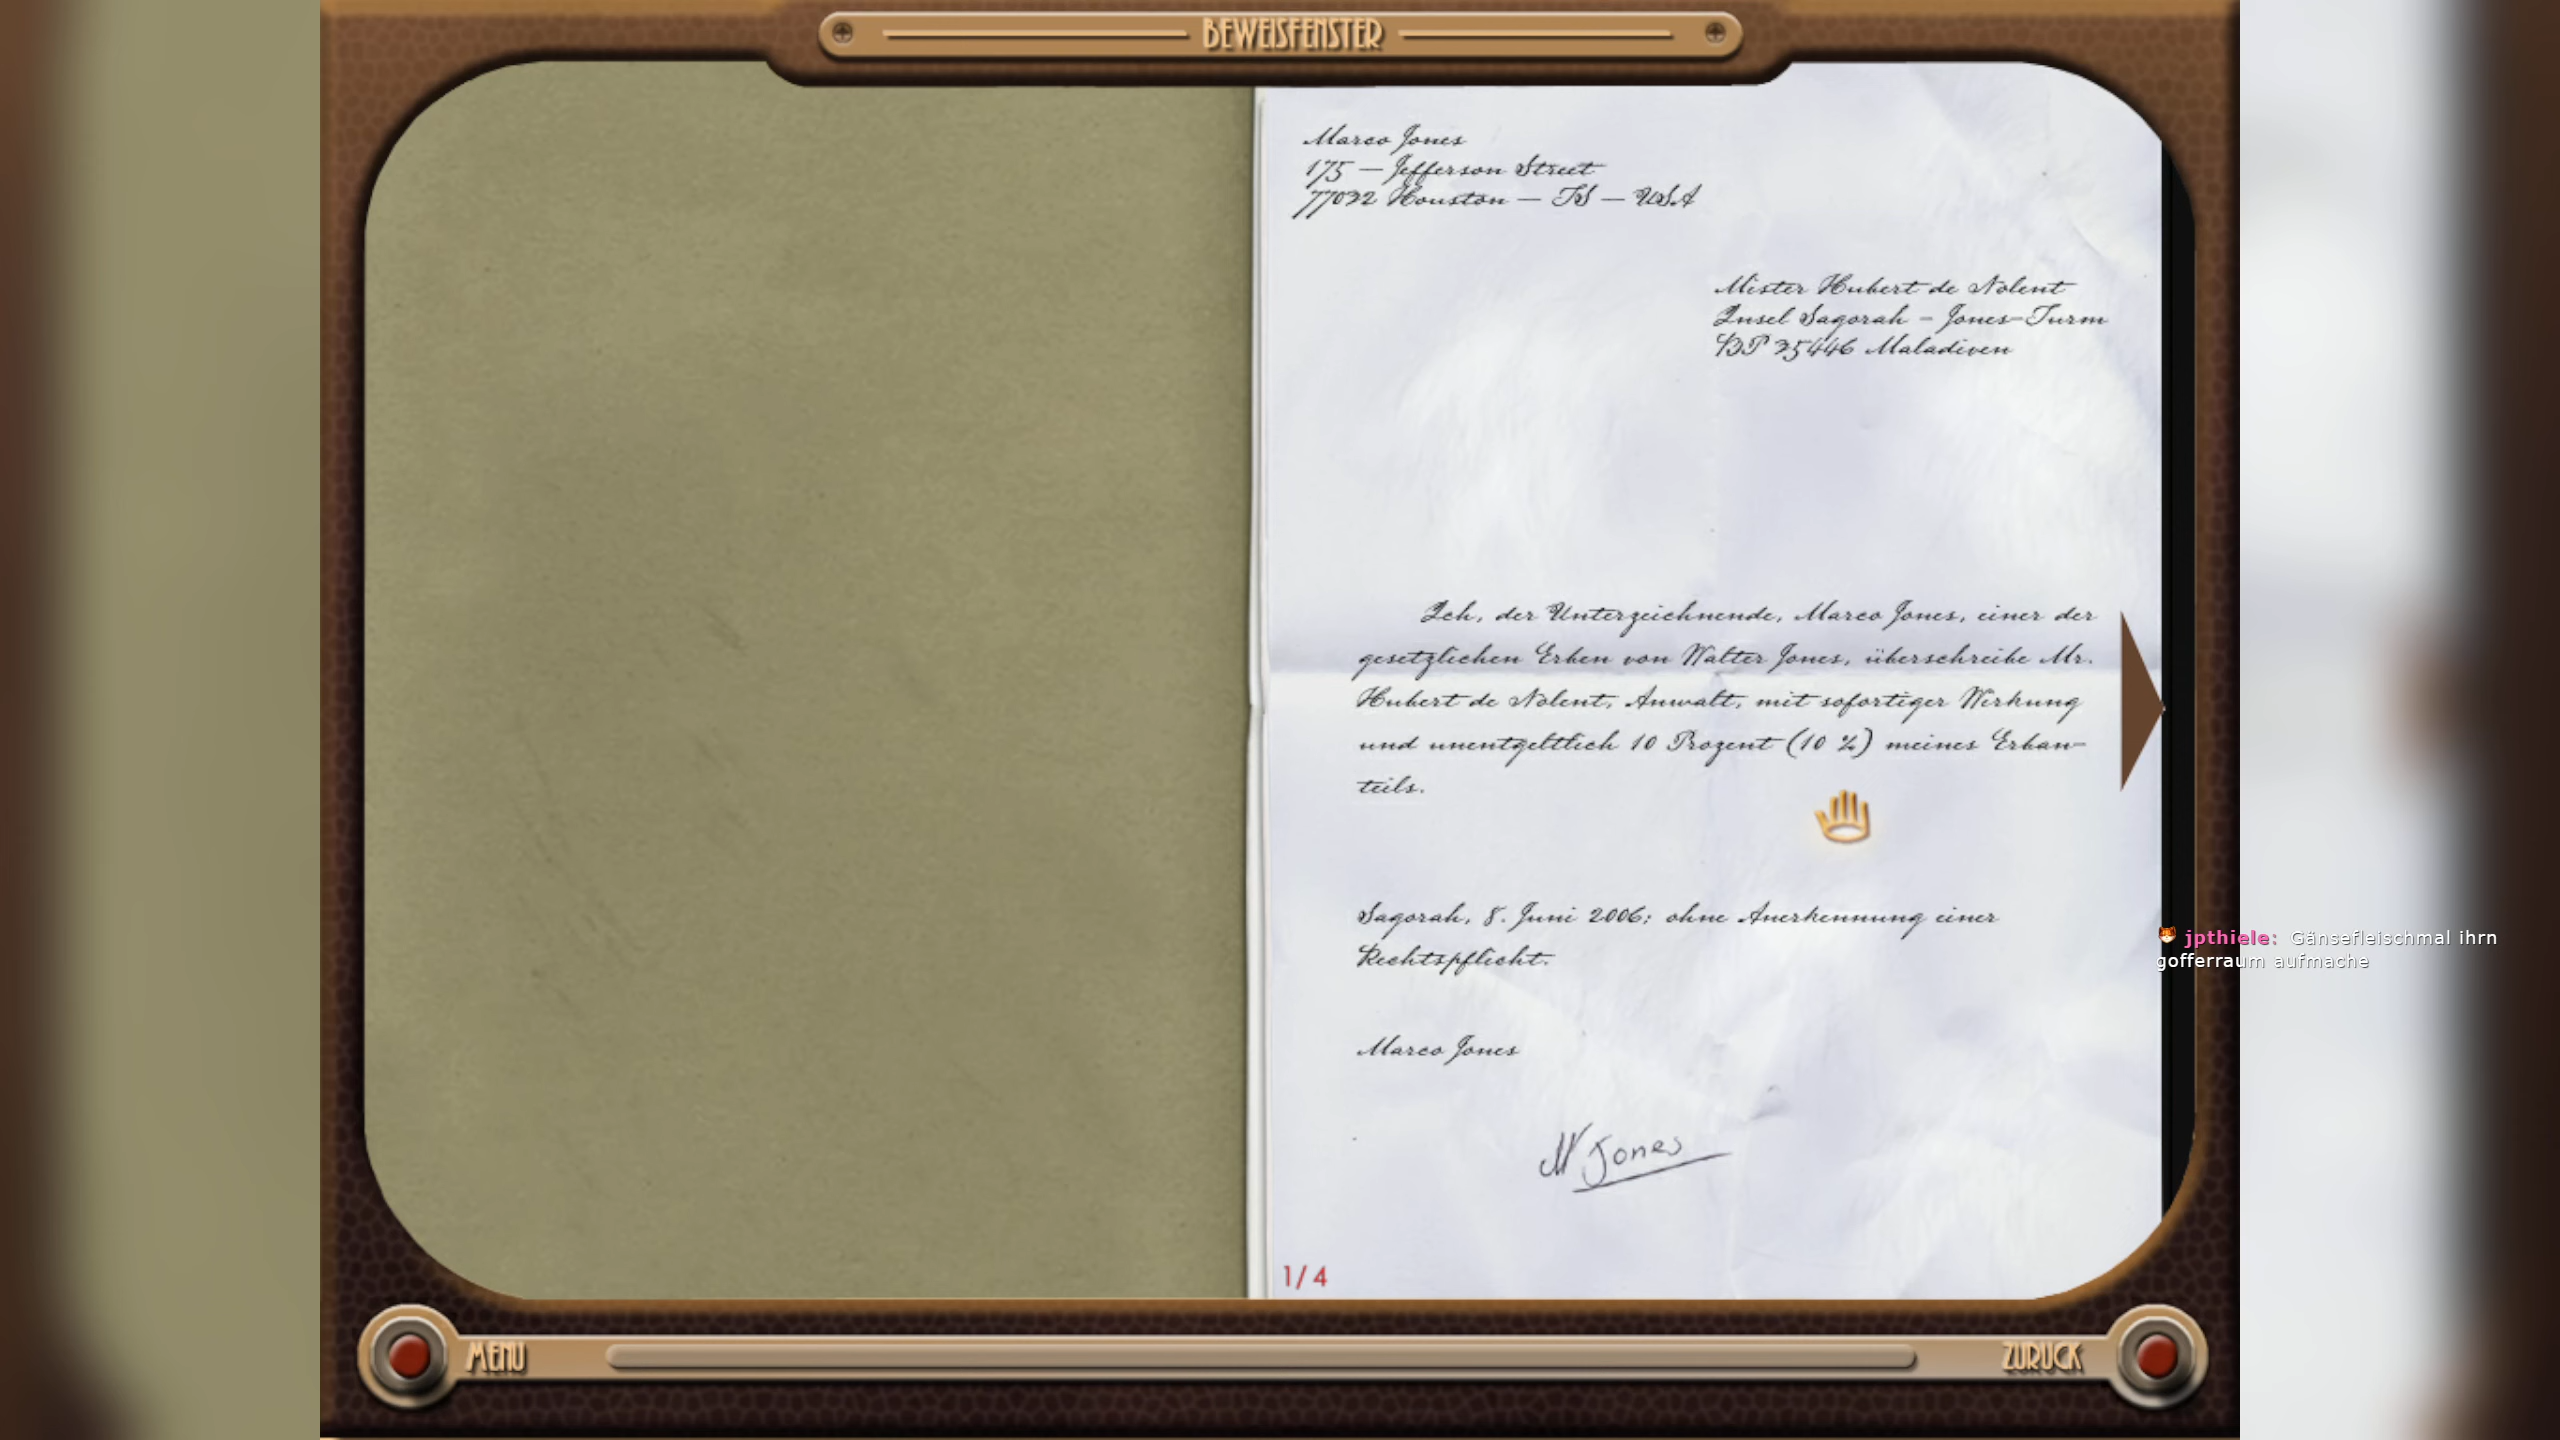 BEWEISFENSTER
Marco Jones
175 – Jefferson Street
77032 Houston – TS – USA
Mister Hubert de Nolent
Insel Sagorah - Jones-Turm
BP 35446 Maladiven
Ich, der Unterzeichnende, Marco Jones, einer der
gesetzlichen Erben von Walter Jones, überschreibe Mr.
Hubert de Nolent, Anwalt, mit sofortiger Wirkung
und unentgeltlich 10 Prozent (10 %) meines Erban-
teils.
Sagorah, 8. Juni 2006: ohne Anerkennung einer
Rechtspflicht.
jpthiele: Gänsefleischmal ihrn
gofferraum aufmache
Marco Jones
M Jones
1/4
MENU
ZURÜCK